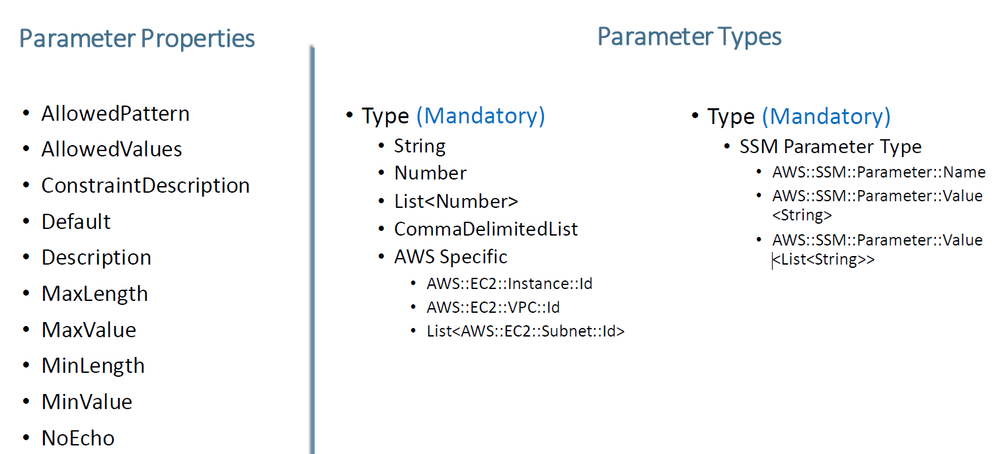 Parameter Properties
• AllowedPattern
• AllowedValues
• ConstraintDescription
• Default
• Description
• MaxLength
• MaxValue
• MinLength
• MinValue
• NoEcho
Parameter Types
• Type (Mandatory)
• String
• Number
• List<Number>
• CommaDelimitedList
• AWS Specific
• AWS::EC2::Instance::Id
• AWS::EC2::VPC::Id
• List<AWS::EC2::Subnet::Id>
• Type (Mandatory)
• SSM Parameter Type
• AWS::SSM::Parameter::Name
• AWS::SSM::Parameter::Value
<String>
• AWS::SSM::Parameter::Value
<List<String>>